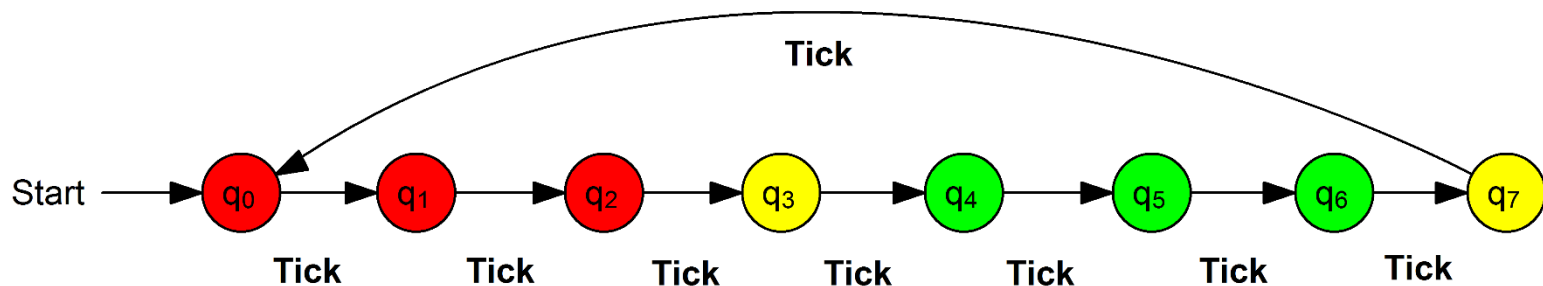 Tick
Start q₀ q₁ q₂ q₃ q₄ q₅ q₆ q₇
Tick Tick Tick Tick Tick Tick Tick